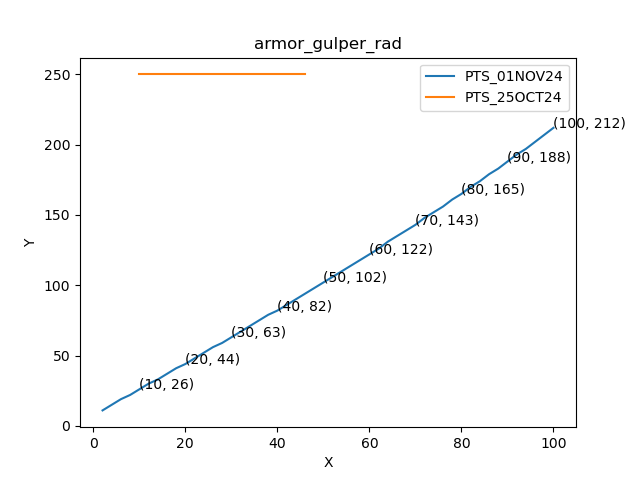 armor_gulper_rad
250
200
150
100
50
0
Y
PTS_01NOV24
PTS_25OCT24
(100, 212)
(90, 188)
(80, 165)
(70, 143)
(60, 122)
(50, 102)
(40, 82)
(30, 63)
(20, 44)
(10, 26)
0 20 40 60 80 100
X